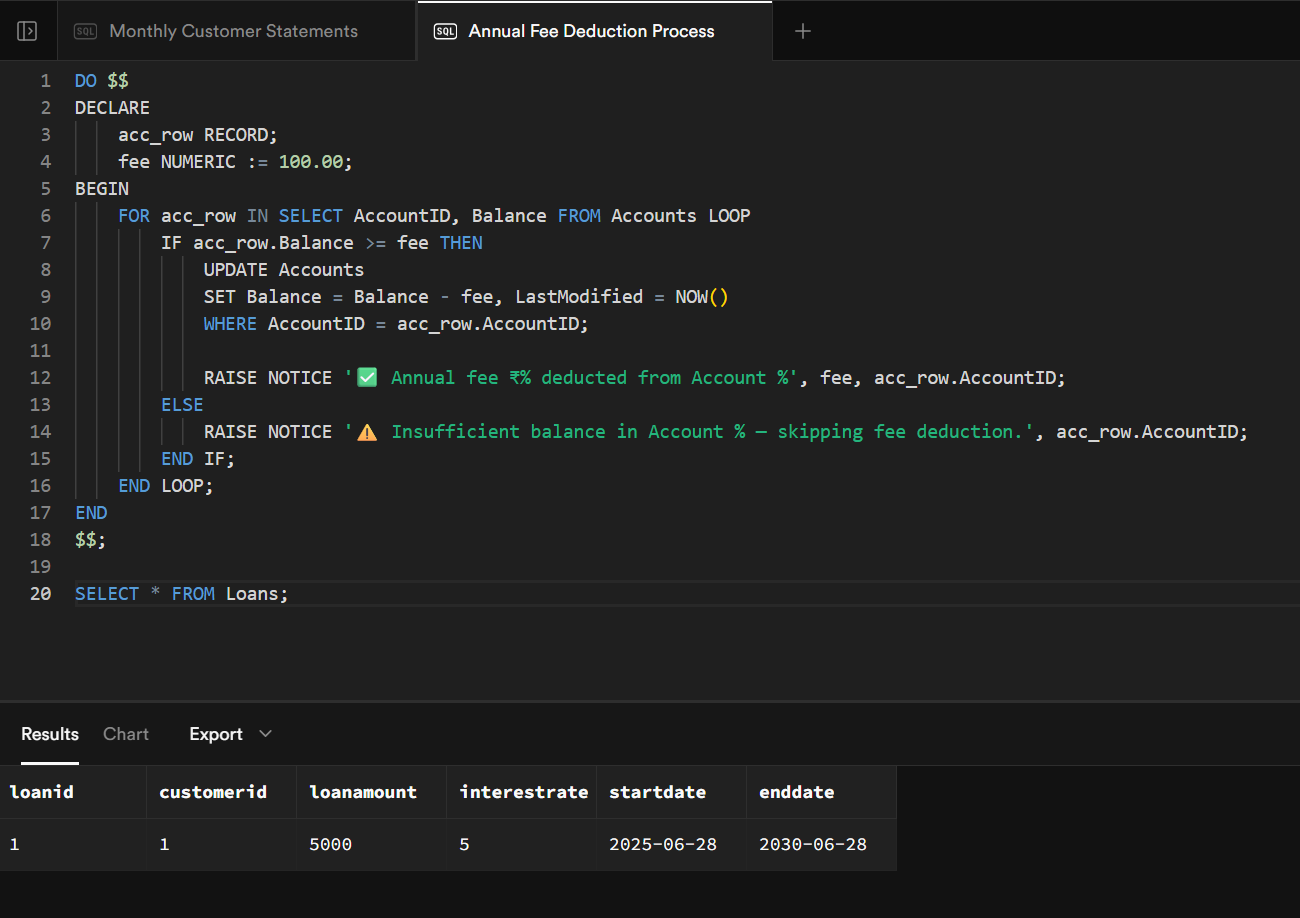 SQL Monthly Customer Statements SQL Annual Fee Deduction Process +
1 DO $$
2 DECLARE
3 acc_row RECORD;
4 fee NUMERIC := 100.00;
5 BEGIN
6 FOR acc_row IN SELECT AccountID, Balance FROM Accounts LOOP
7 IF acc_row.Balance >= fee THEN
8 UPDATE Accounts
9 SET Balance = Balance - fee, LastModified = NOW()
10 WHERE AccountID = acc_row.AccountID;
11
12 RAISE NOTICE '✅ Annual fee ₹% deducted from Account %', fee, acc_row.AccountID;
13 ELSE
14 RAISE NOTICE '⚠️ Insufficient balance in Account % — skipping fee deduction.', acc_row.AccountID;
15 END IF;
16 END LOOP;
17 END
18 $$;
19
20 SELECT * FROM Loans;
Results Chart Export
loanid customerid loanamount interestrate startdate enddate
1 1 5000 5 2025-06-28 2030-06-28